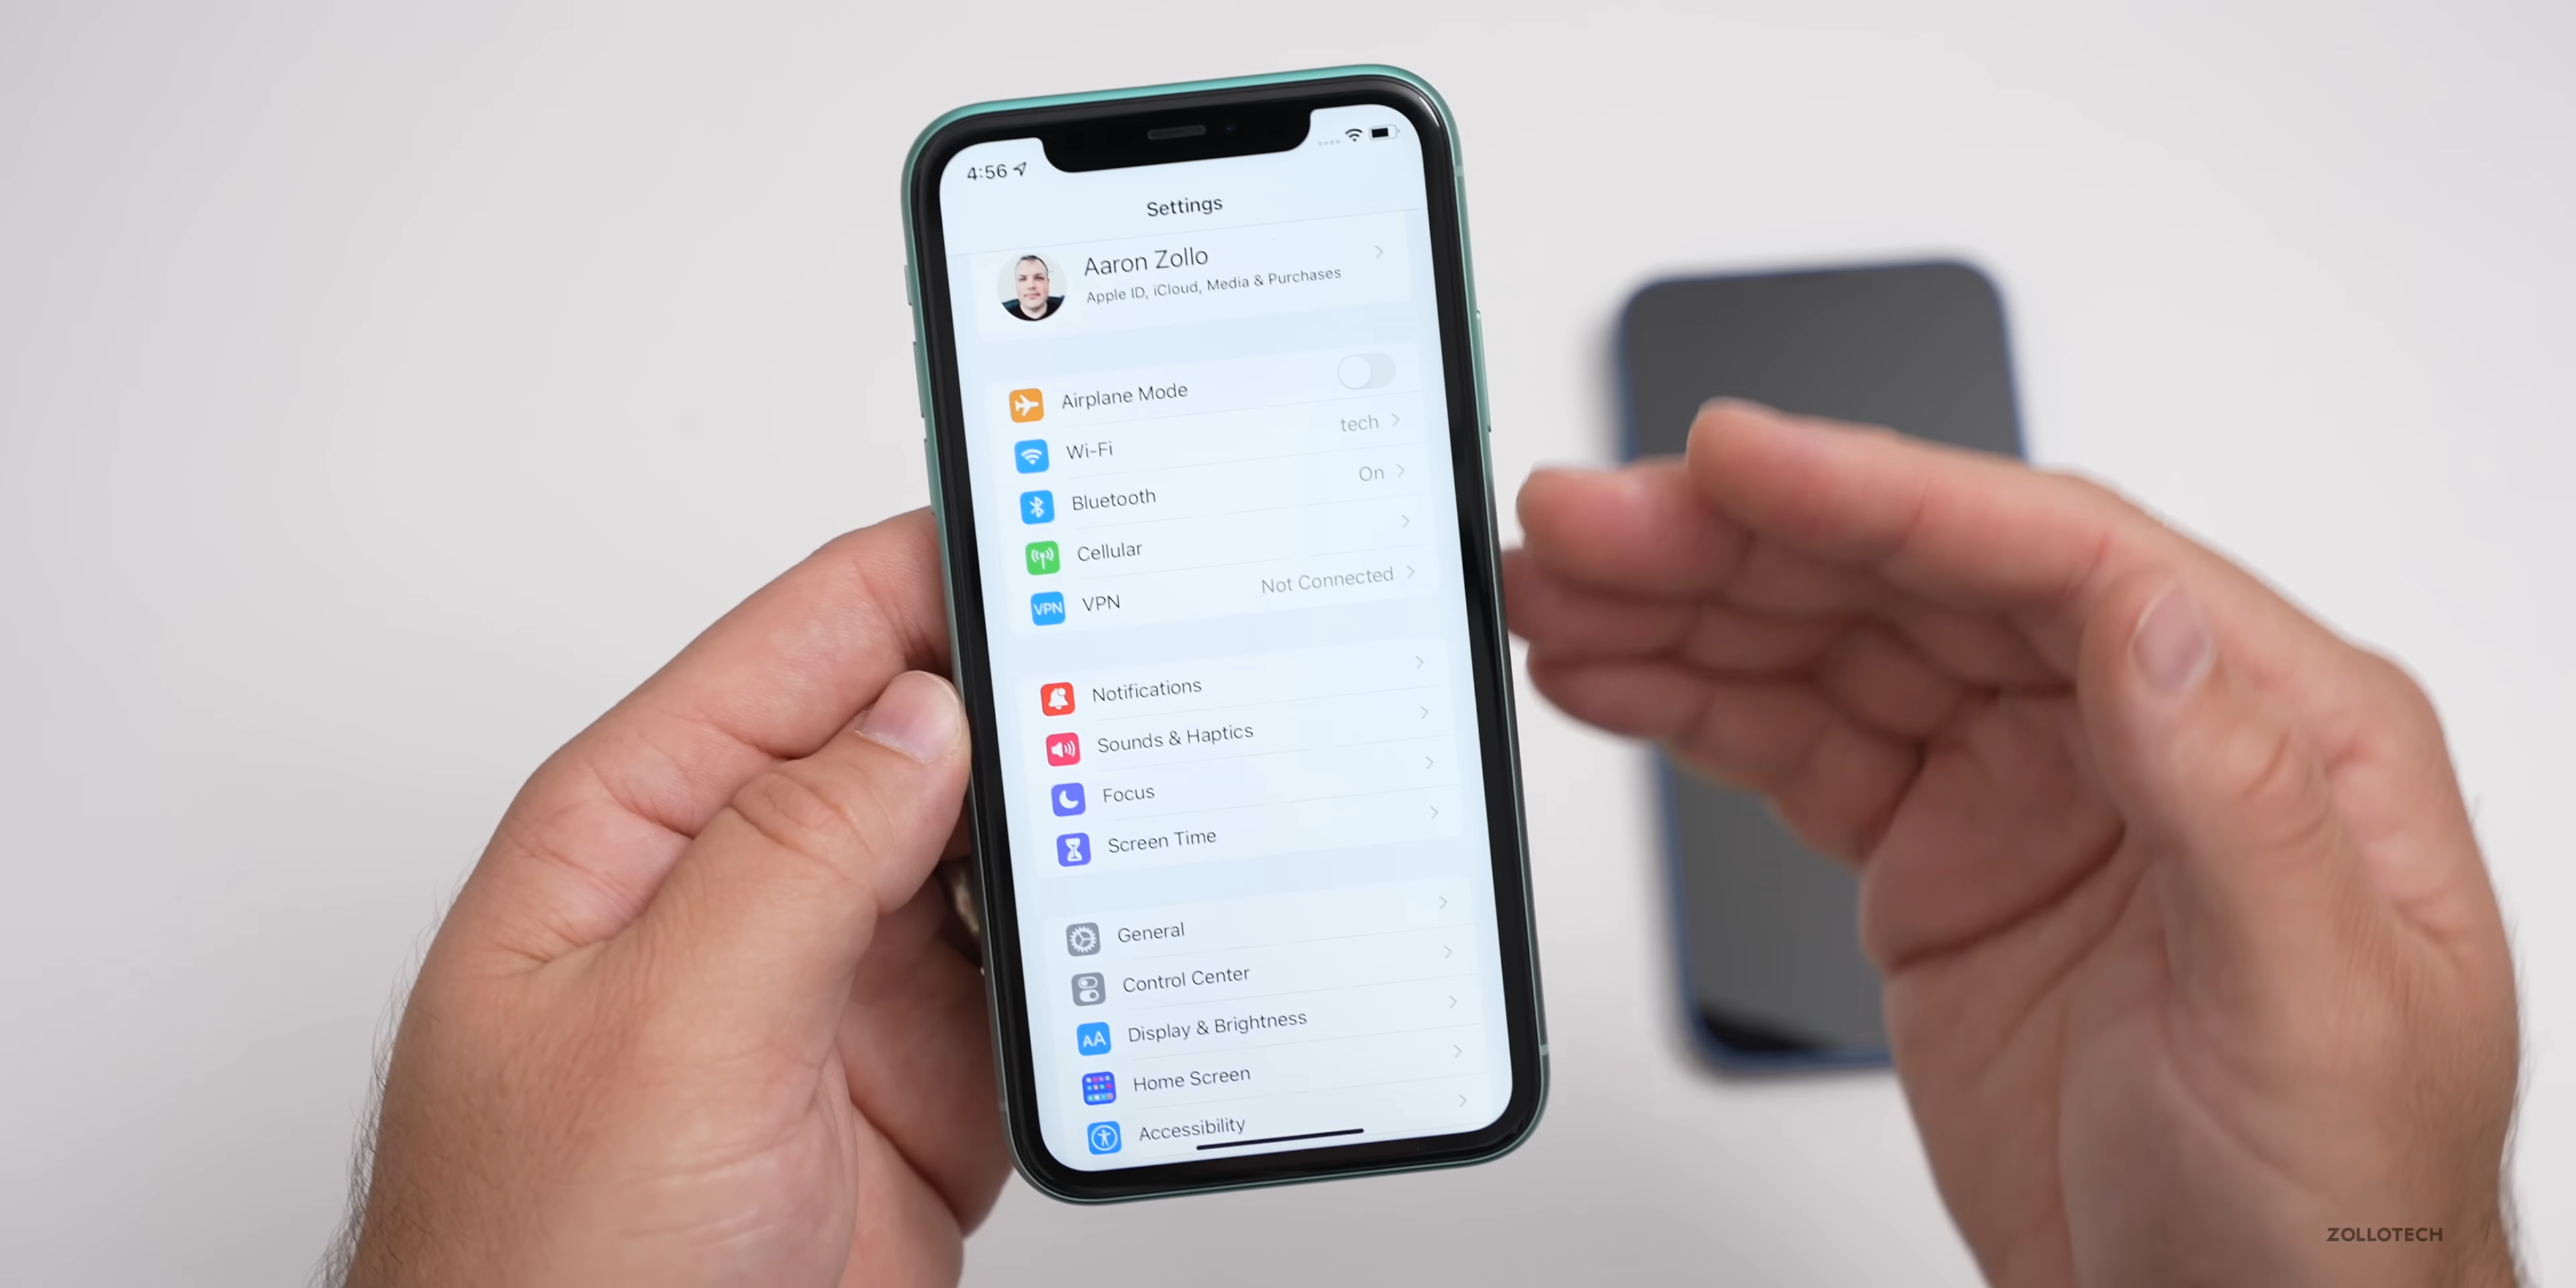 4:56
Settings
Aaron Zollo
Apple ID, iCloud, Media & Purchases
Airplane Mode
Wi-Fi tech
Bluetooth On
Cellular
VPN VPN Not Connected
Notifications
Sounds & Haptics
Focus
Screen Time
General
Control Center
AA Display & Brightness
Home Screen
Accessibility
ZOLLOTECH